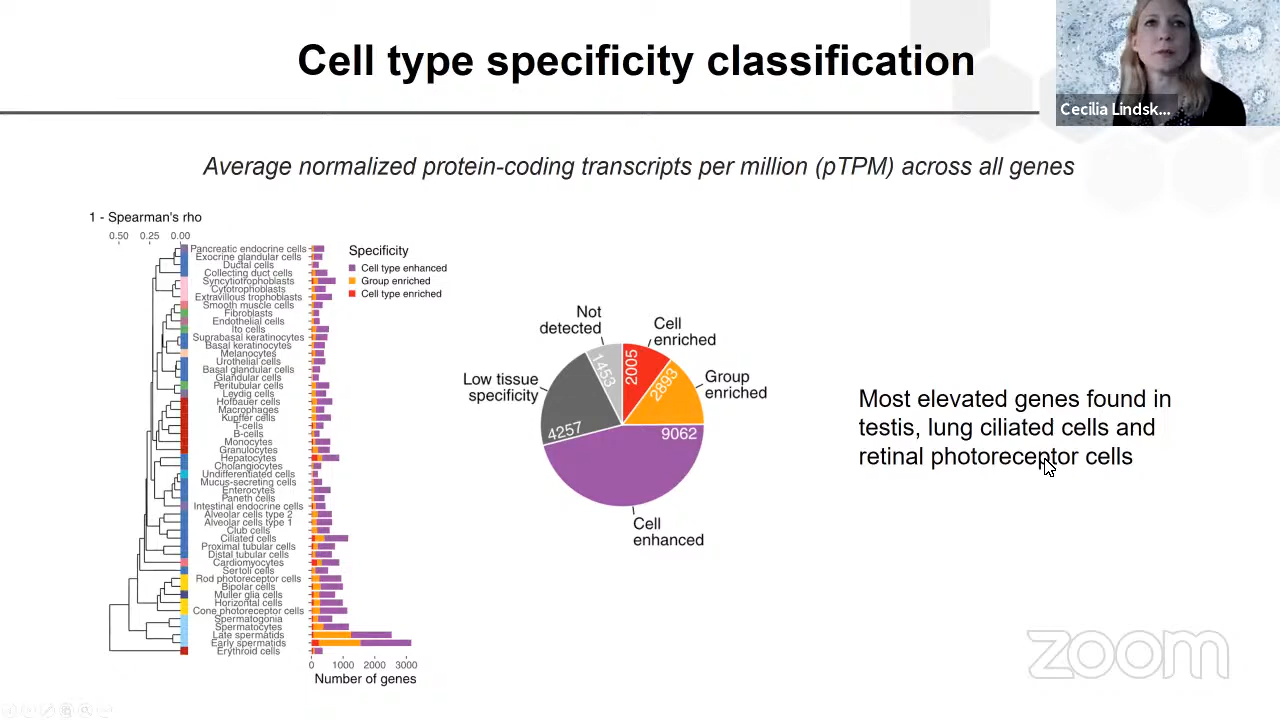 Cell type specificity classification
Cecilia Lindsk...
Average normalized protein-coding transcripts per million (pTPM) across all genes
1 - Spearman's rho
0.50 0.25 0.00
Pancreatic endocrine cells
Exocrine glandular cells
Ductal cells
Collecting duct cells
Syncytiotrophoblasts
Cytotrophoblasts
Extravillous trophoblasts
Smooth muscle cells
Fibroblasts
Endothelial cells
Ito cells
Suprabasal keratinocytes
Basal keratinocytes
Melanocytes
Urothelial cells
Basal glandular cells
Glandular cells
Peritubular cells
Leydig cells
Hofbauer cells
Macrophages
Kupffer cells
T-cells
B-cells
Monocytes
Granulocytes
Hepatocytes
Cholangiocytes
Undifferentiated cells
Mucus-secreting cells
Enterocytes
Paneth cells
Intestinal endocrine cells
Alveolar cells type 2
Alveolar cells type 1
Club cells
Ciliated cells
Proximal tubular cells
Distal tubular cells
Cardiomyocytes
Sertoli cells
Rod photoreceptor cells
Bipolar cells
Muller glia cells
Horizontal cells
Cone photoreceptor cells
Spermatogonia
Spermatocytes
Late spermatids
Early spermatids
Erythroid cells
0 1000 2000 3000
Number of genes
Specificity
Cell type enhanced
Group enriched
Cell type enriched
Not
detected
Cell
enriched
Group
enriched
Low tissue
specificity
Cell
enhanced
1453
2005
2893
4257
9062
Most elevated genes found in
testis, lung ciliated cells and
retinal photoreceptor cells
zoom